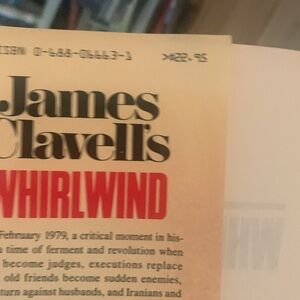 ISBN 0-688-06663-1 >$22.95
James
Clavell's
WHIRLWIND
February 1979, a critical moment in his-
a time of ferment and revolution when
become judges, executions replace
old friends become sudden enemies,
turn against husbands, and Iranians and